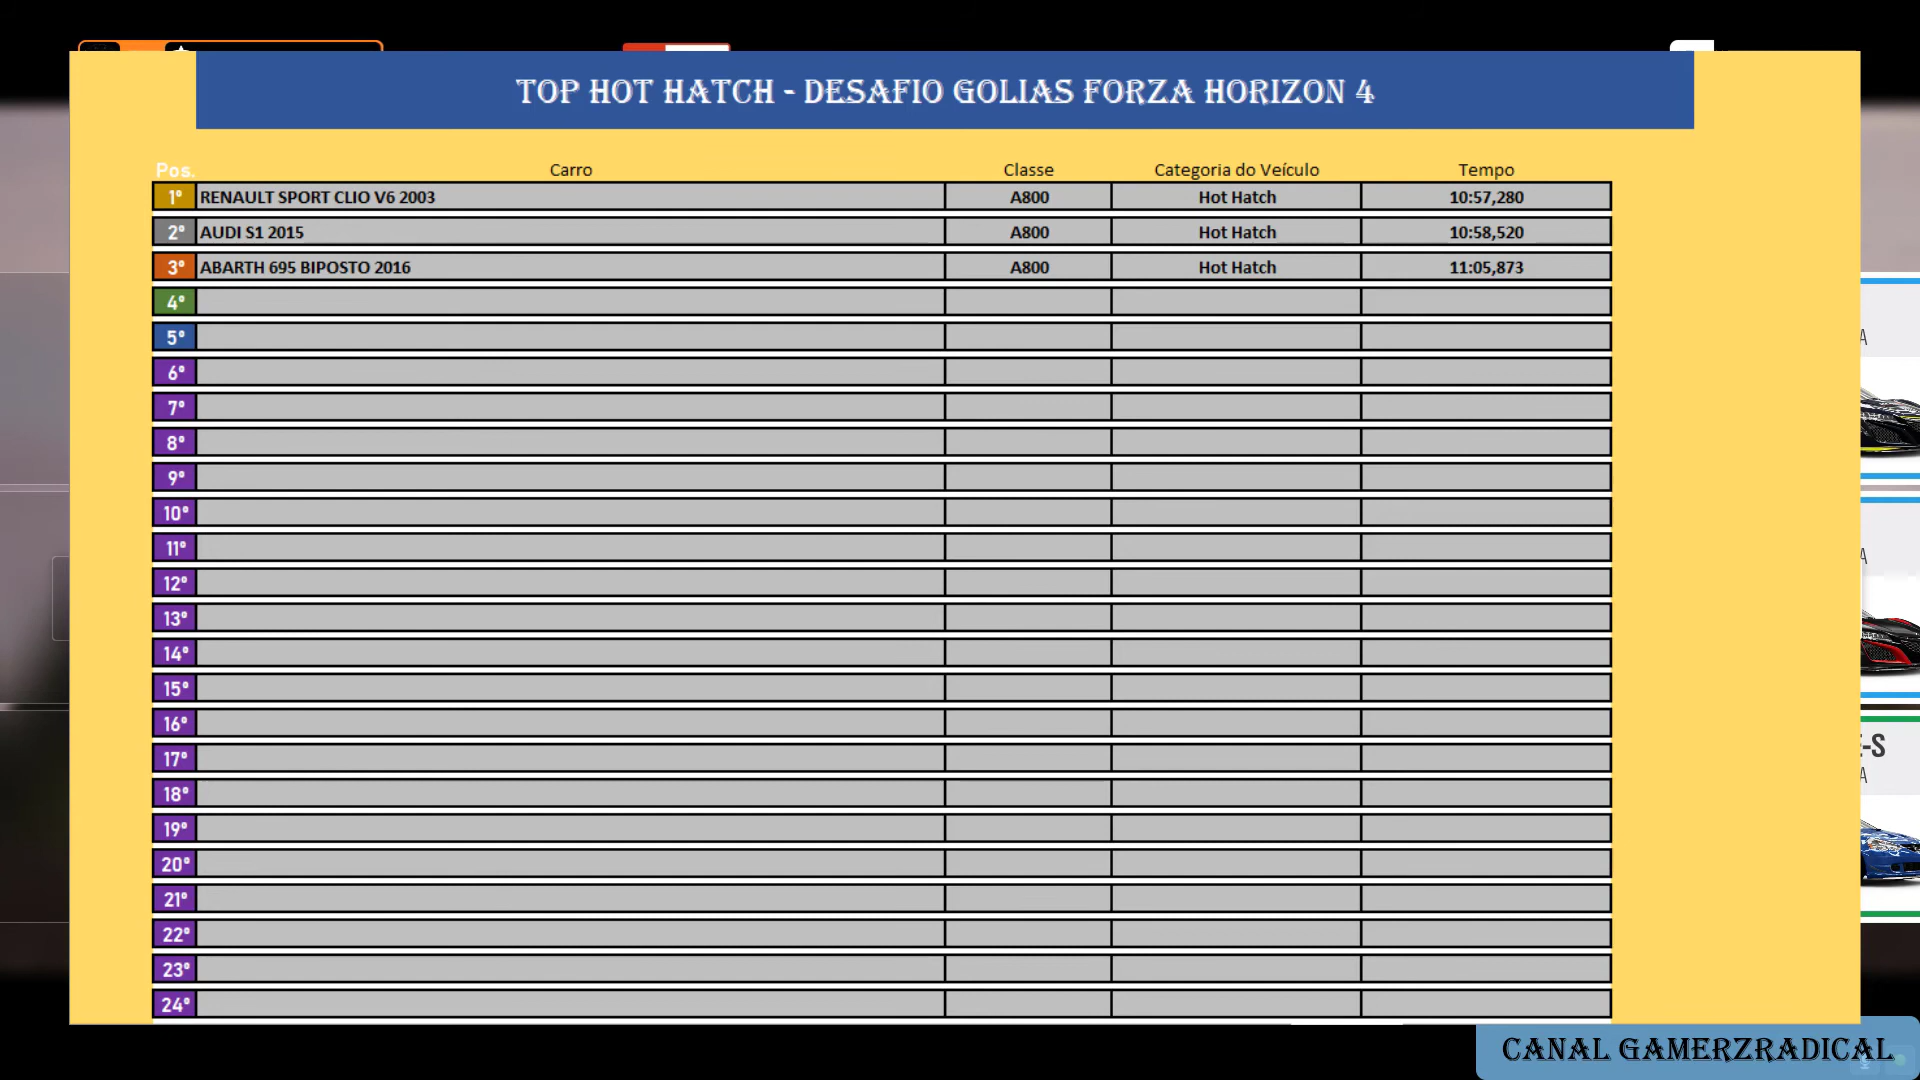 TOP HOT HATCH - DESAFIO GOLIAS FORZA HORIZON 4
Pos. Carro Classe Categoria do Veículo Tempo
1º RENAULT SPORT CLIO V6 2003 A800 Hot Hatch 10:57,280
2º AUDI S1 2015 A800 Hot Hatch 10:58,520
3º ABARTH 695 BIPOSTO 2016 A800 Hot Hatch 11:05,873
4º
5º
6º
7º
8º
9º
10º
11º
12º
13º
14º
15º
16º
17º
18º
19º
20º
21º
22º
23º
24º
CANAL GAMERZRADICAL